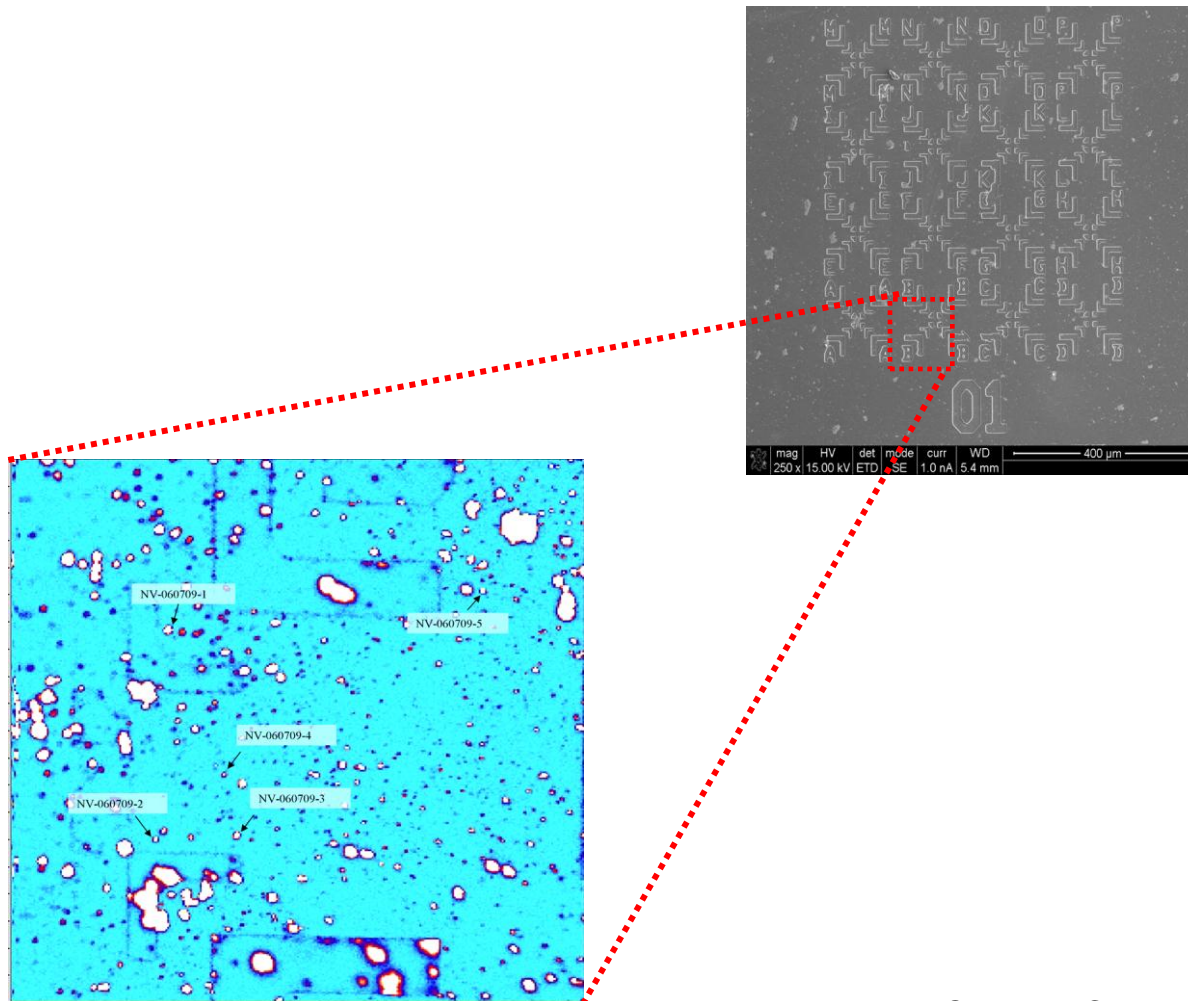 M M N N O O P P
M M N N O O P P
I I J J K K L L
I I J J K K L L
E E F F G G H H
E E F F G G H H
A A B B C C D D
A A B B C C D D
01
mag HV det mode curr WD 400 µm
250 x 15.00 kV ETD SE 1.0 nA 5.4 mm
NV-060709-1
NV-060709-5
NV-060709-4
NV-060709-3
NV-060709-2